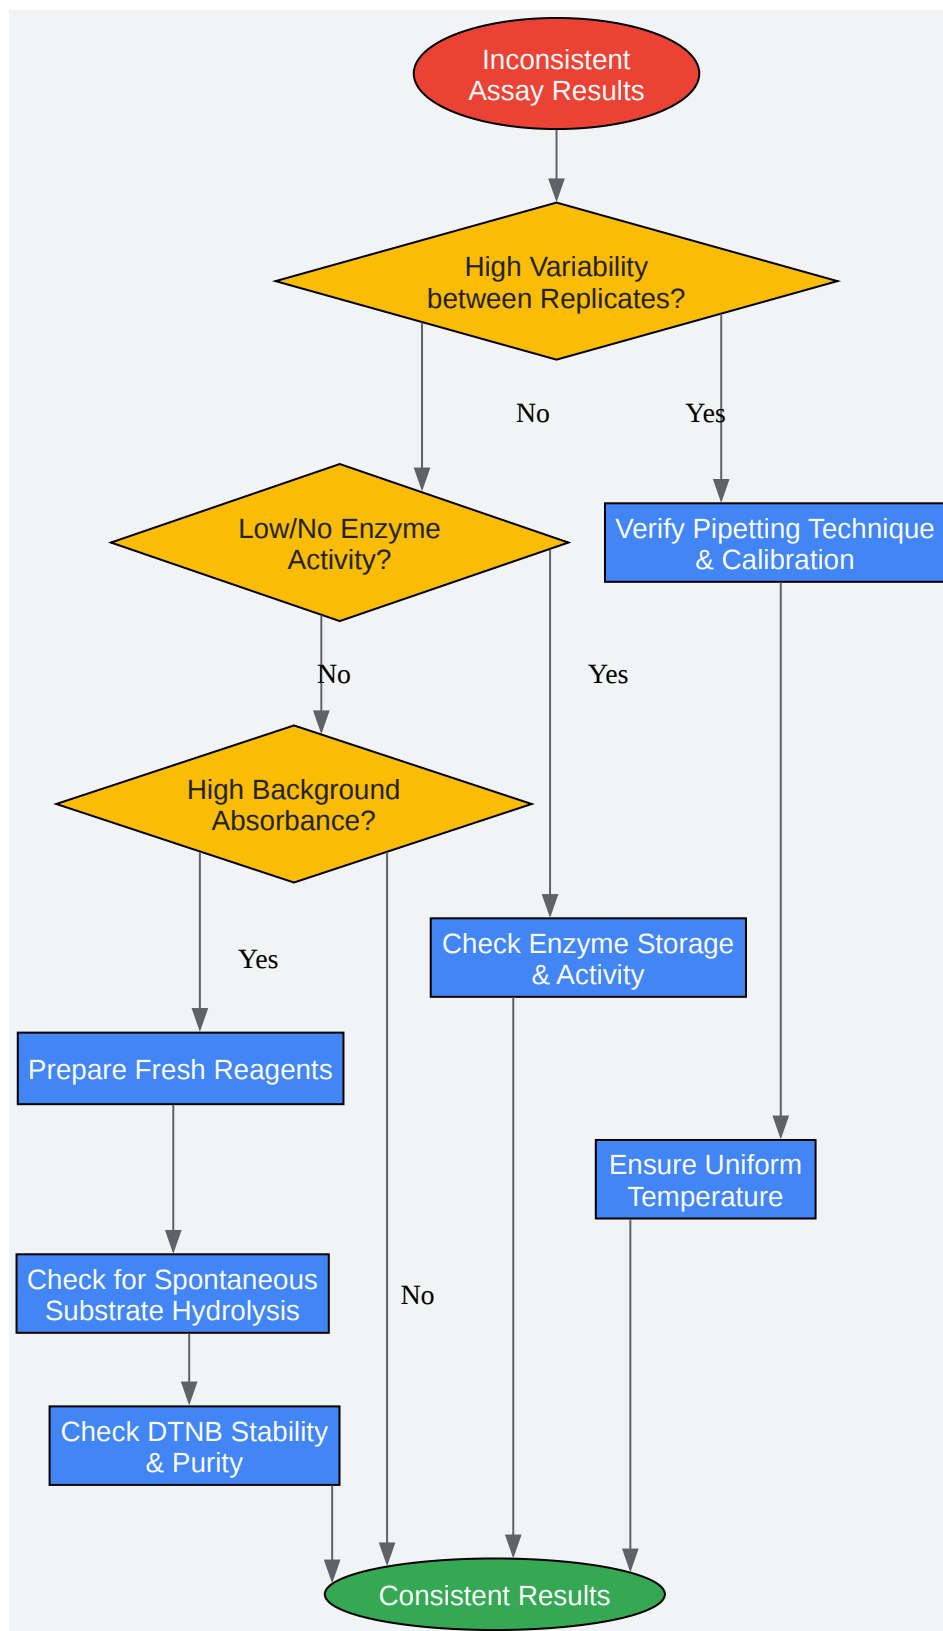 Inconsistent
Assay Results
High Variability
between Replicates?
No
Yes
Low/No Enzyme
Activity?
Verify Pipetting Technique
& Calibration
No
Yes
High Background
Absorbance?
Check Enzyme Storage
& Activity
Yes
Prepare Fresh Reagents
Ensure Uniform
Temperature
Check for Spontaneous
Substrate Hydrolysis
No
Check DTNB Stability
& Purity
Consistent Results